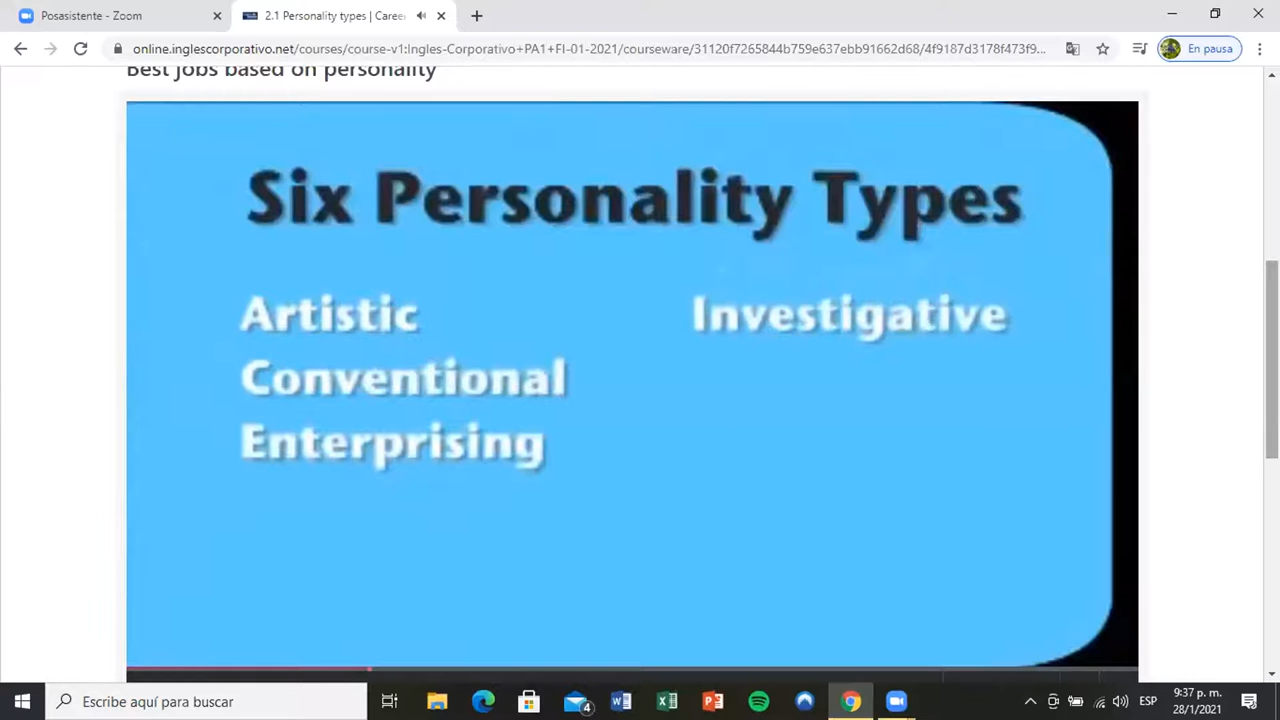 Posasistente - Zoom
2.1 Personality types | Caree
online.inglescorporativo.net/courses/course-v1:Ingles-Corporativo+PA1+FI-01-2021/courseware/31120f7265844b759e637ebb91662d68/4f9187d3178f473f9...
En pausa
Best jobs based on personality
Six Personality Types
Artistic
Investigative
Conventional
Enterprising
Escribe aquí para buscar
4
ESP
9:37 p. m.
28/1/2021